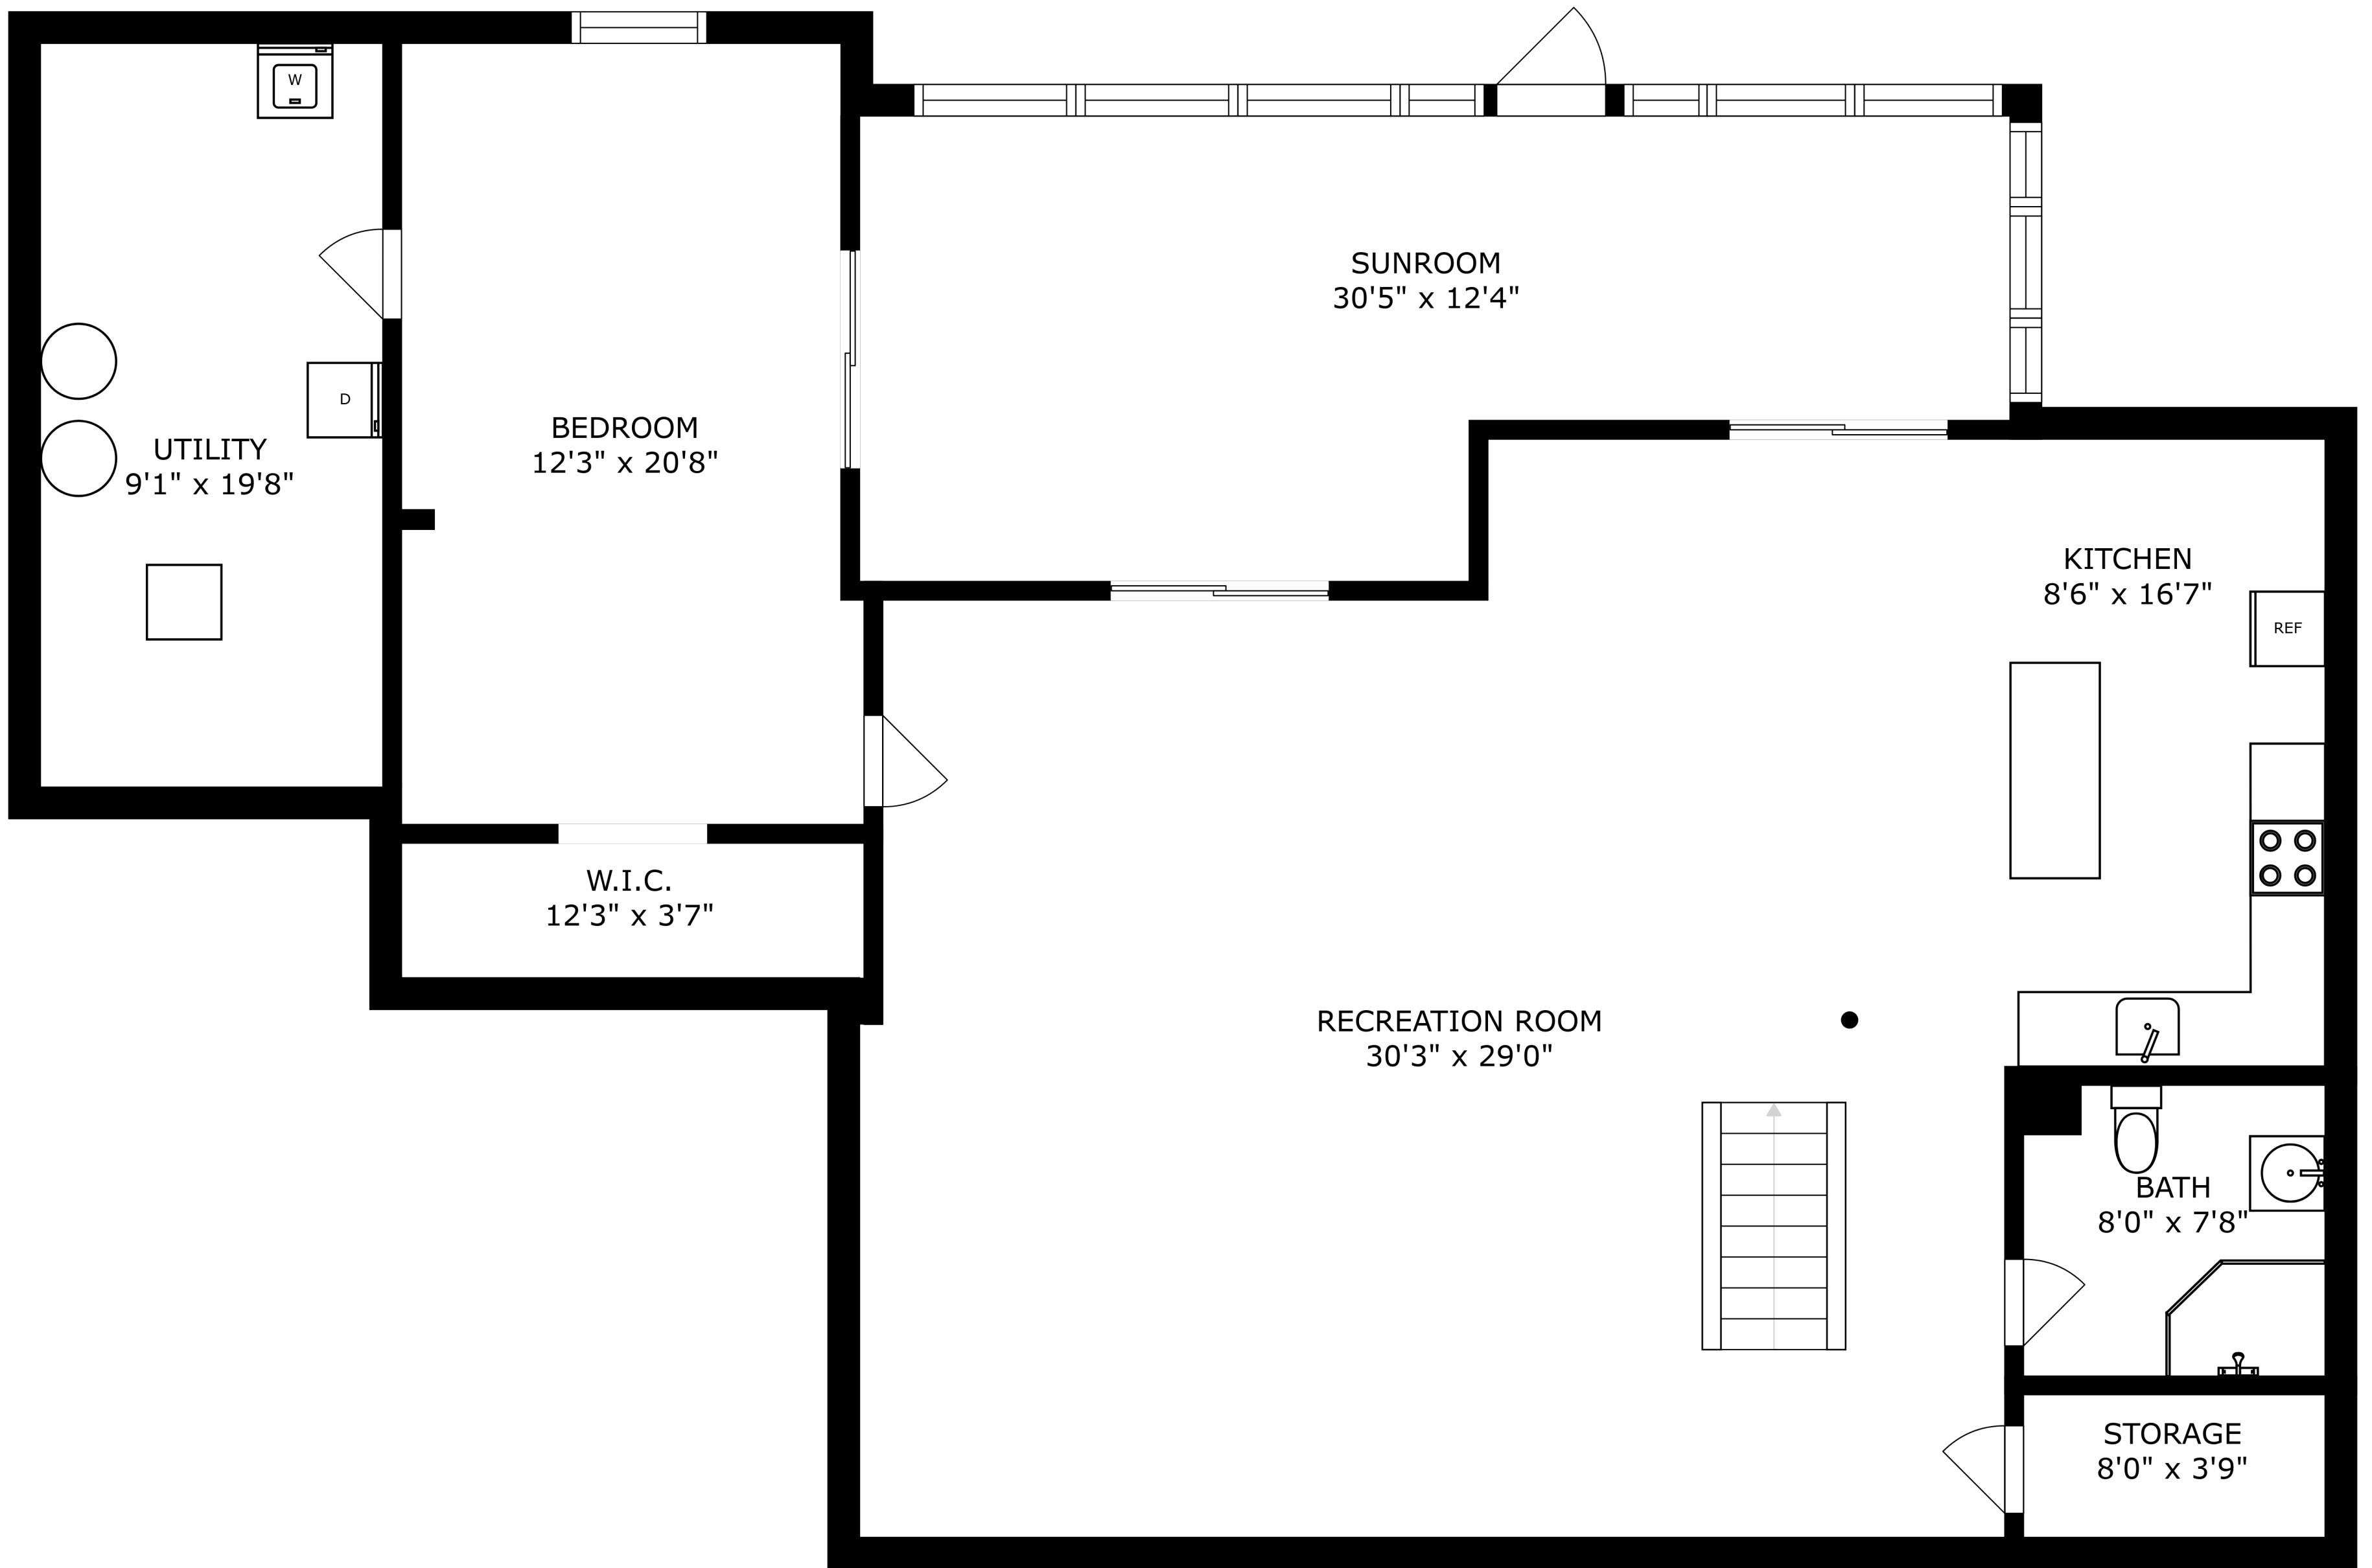 W
SUNROOM
30'5" x 12'4"
D
UTILITY
9'1" x 19'8"
BEDROOM
12'3" x 20'8"
KITCHEN
8'6" x 16'7"
REF
W.I.C.
12'3" x 3'7"
RECREATION ROOM
30'3" x 29'0"
BATH
8'0" x 7'8"
STORAGE
8'0" x 3'9"